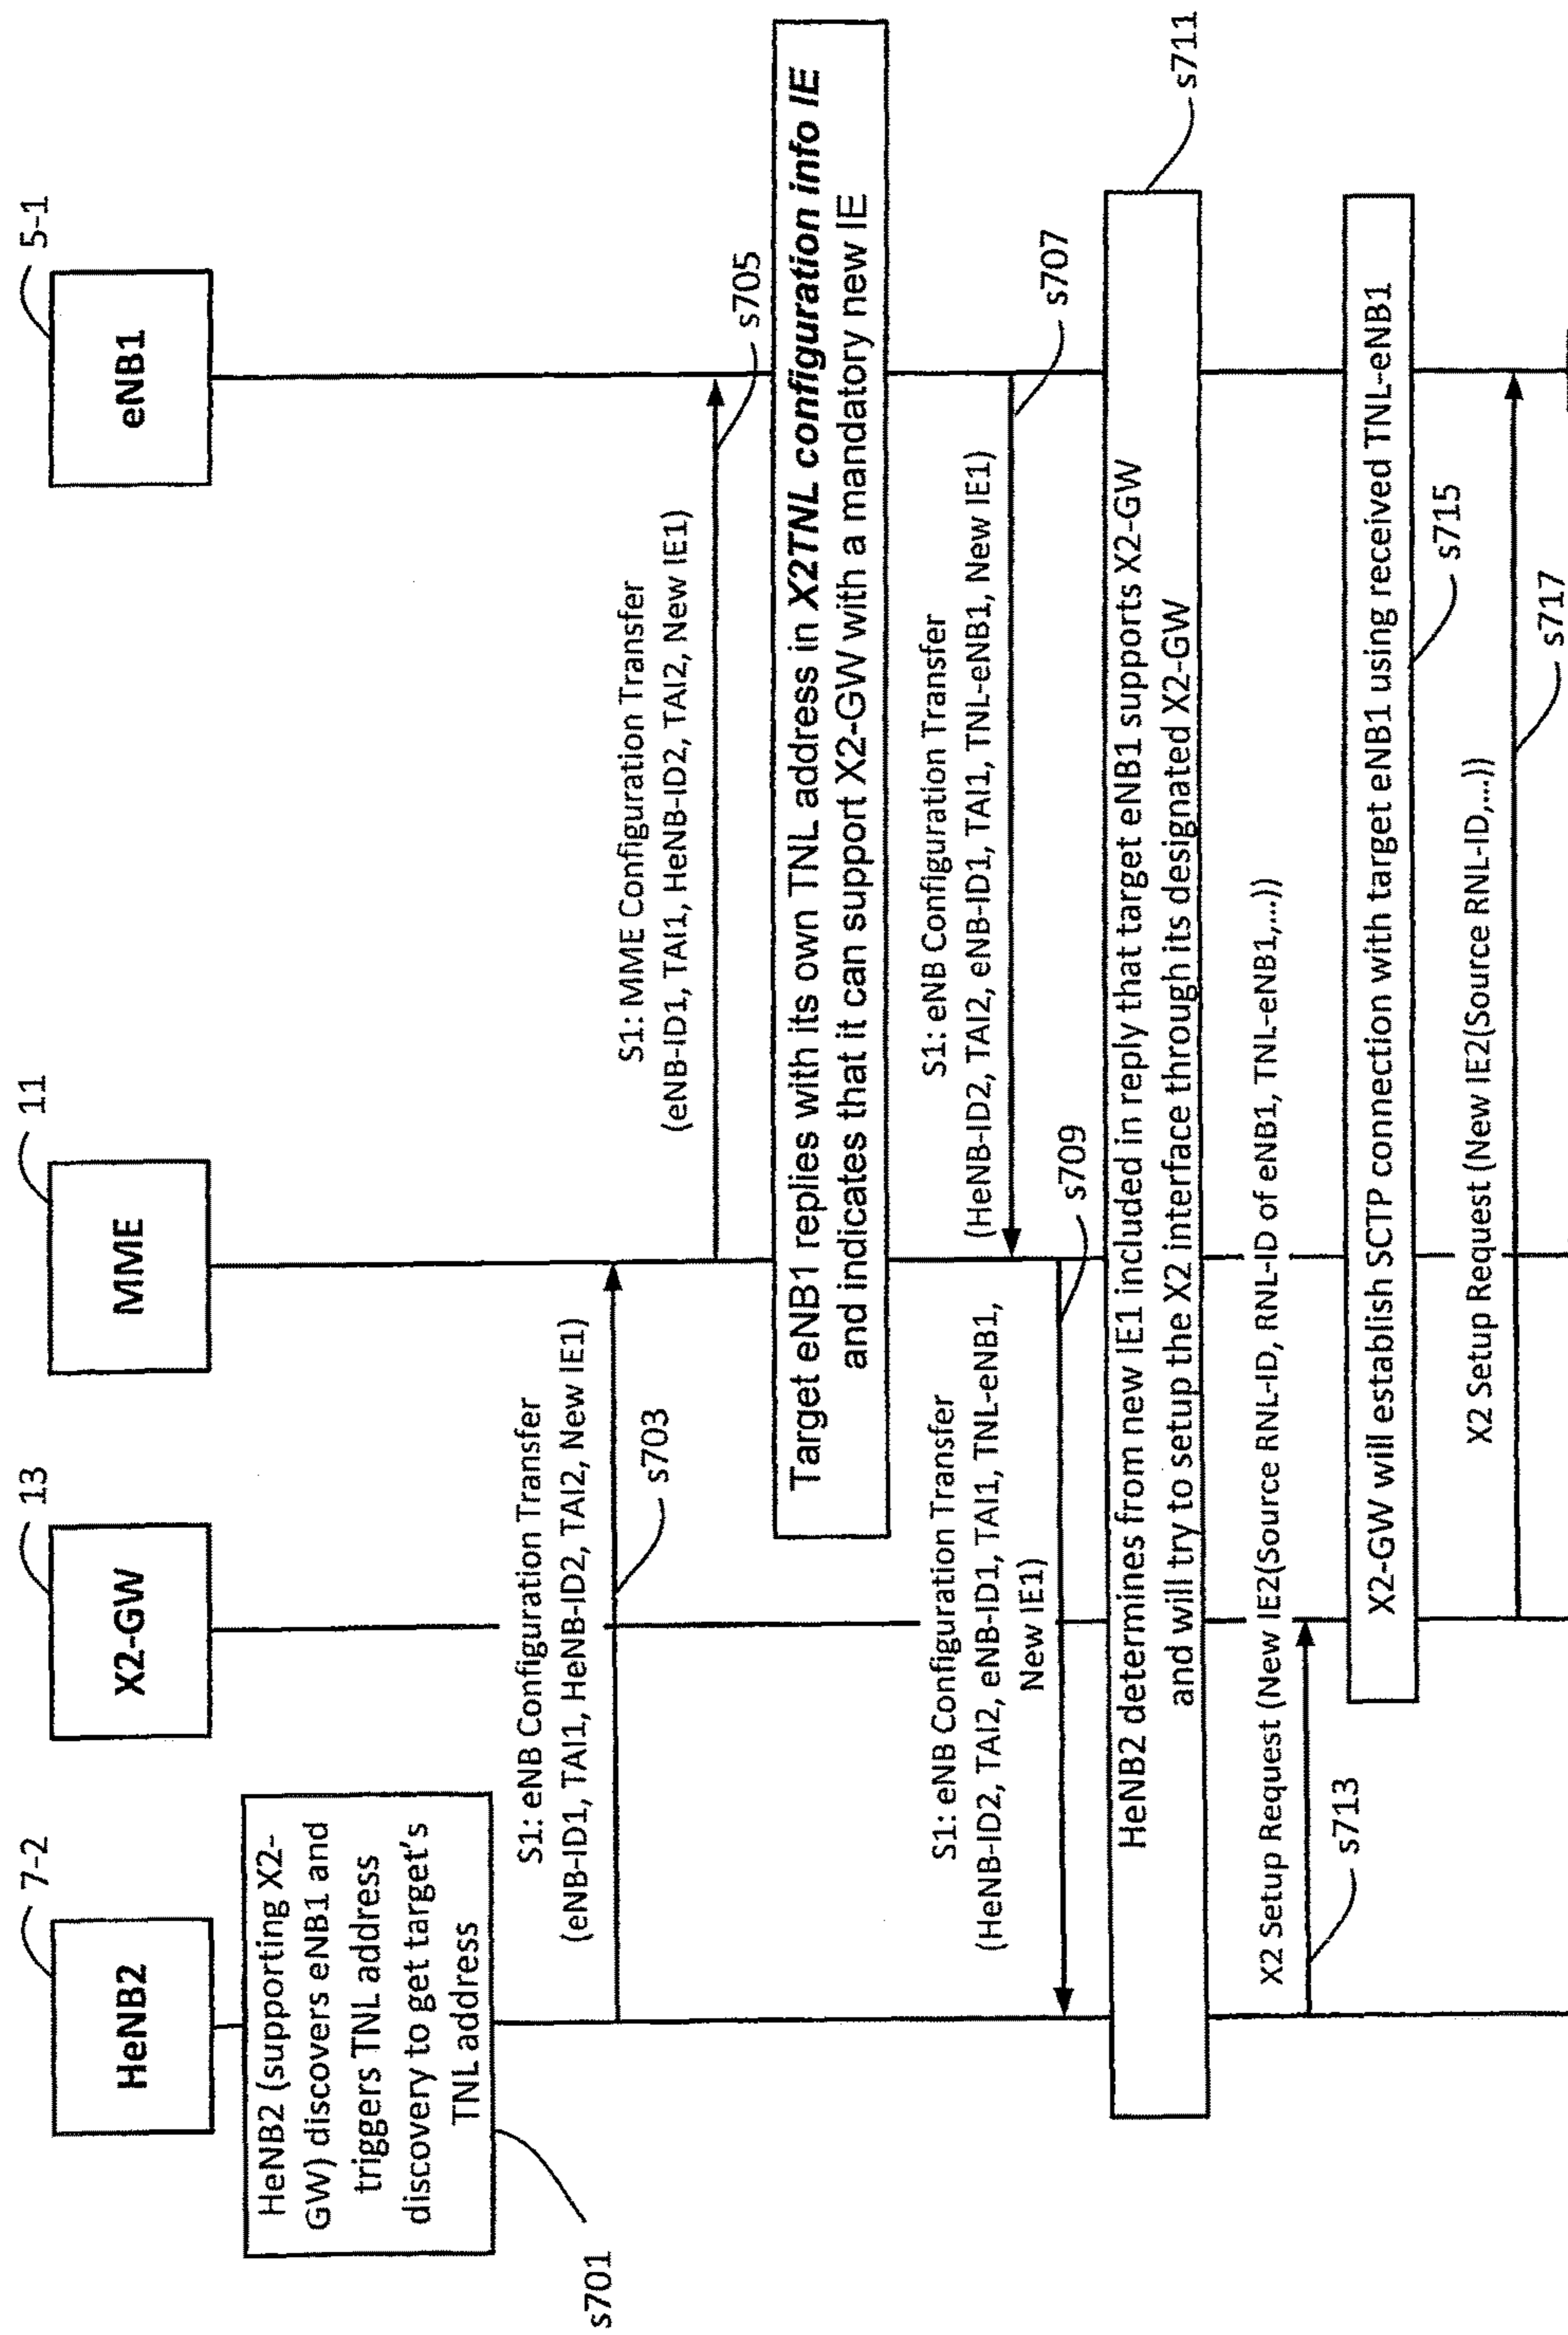 7-2
HeNB2
13
X2-GW
11
MME
5-1
eNB1
HeNB2 (supporting X2-
GW) discovers eNB1 and
triggers TNL address
discovery to get target's
TNL address
s701
S1: eNB Configuration Transfer
(eNB-ID1, TAI1, HeNB-ID2, TAI2, New IE1)
s703
S1: MME Configuration Transfer
(eNB-ID1, TAI1, HeNB-ID2, TAI2, New IE1)
s705
Target eNB1 replies with its own TNL address in X2TNL configuration info IE
and indicates that it can support X2-GW with a mandatory new IE
S1: eNB Configuration Transfer
(HeNB-ID2, TAI2, eNB-ID1, TAI1, TNL-eNB1, New IE1)
s707
S1: eNB Configuration Transfer
(HeNB-ID2, TAI2, eNB-ID1, TAI1, TNL-eNB1,
New IE1)
s709
HeNB2 determines from new IE1 included in reply that target eNB1 supports X2-GW
and will try to setup the X2 interface through its designated X2-GW
s711
X2 Setup Request (New IE2(Source RNL-ID, RNL-ID of eNB1, TNL-eNB1,...))
s713
X2-GW will establish SCTP connection with target eNB1 using received TNL-eNB1
s715
X2 Setup Request (New IE2(Source RNL-ID,...))
s717